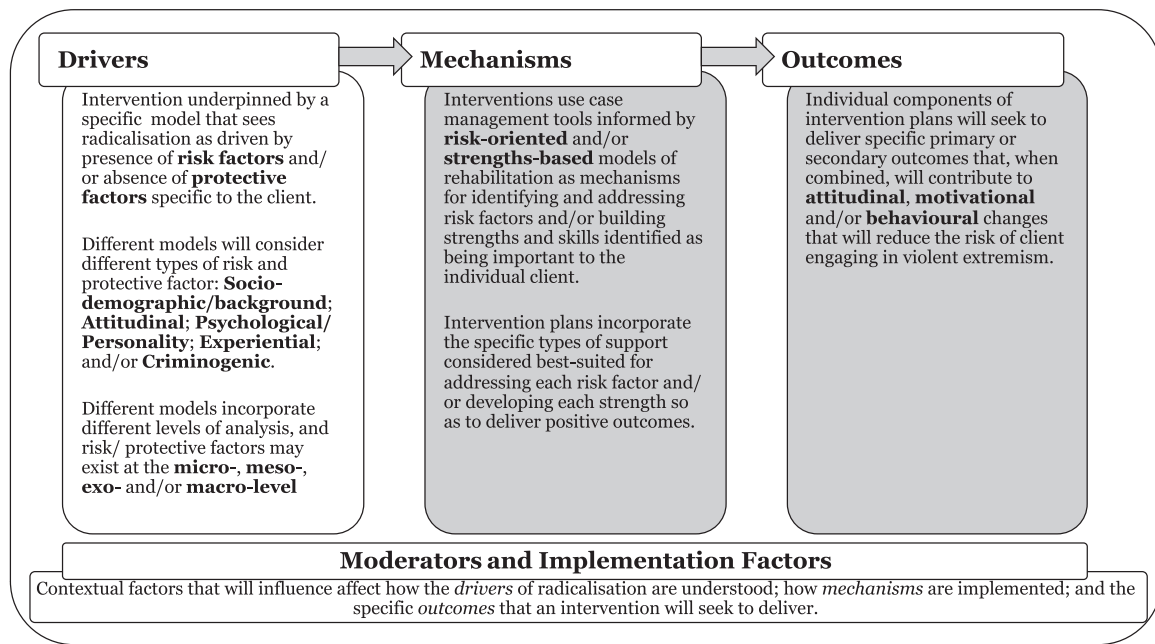 Drivers
Intervention underpinned by a
specific model that sees
radicalisation as driven by
presence of risk factors and/
or absence of protective
factors specific to the client.
Different models will consider
different types of risk and
protective factor: Socio-
demographic/background;
Attitudinal; Psychological/
Personality; Experiential;
and/or Criminogenic.
Different models incorporate
different levels of analysis, and
risk/ protective factors may
exist at the micro-, meso-,
exo- and/or macro-level
Mechanisms
Interventions use case
management tools informed by
risk-oriented and/or
strengths-based models of
rehabilitation as mechanisms
for identifying and addressing
risk factors and/or building
strengths and skills identified as
being important to the
individual client.
Intervention plans incorporate
the specific types of support
considered best-suited for
addressing each risk factor and/
or developing each strength so
as to deliver positive outcomes.
Outcomes
Individual components of
intervention plans will seek to
deliver specific primary or
secondary outcomes that, when
combined, will contribute to
attitudinal, motivational
and/or behavioural changes
that will reduce the risk of client
engaging in violent extremism.
Moderators and Implementation Factors
Contextual factors that will influence affect how the drivers of radicalisation are understood; how mechanisms are implemented; and the
specific outcomes that an intervention will seek to deliver.